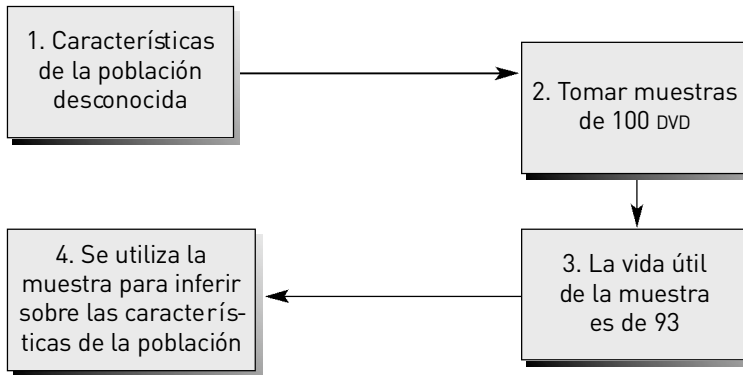 1. Características
de la población
desconocida
2. Tomar muestras
de 100 DVD
3. La vida útil
de la muestra
es de 93
4. Se utiliza la
muestra para inferir
sobre las caracterís-
ticas de la población